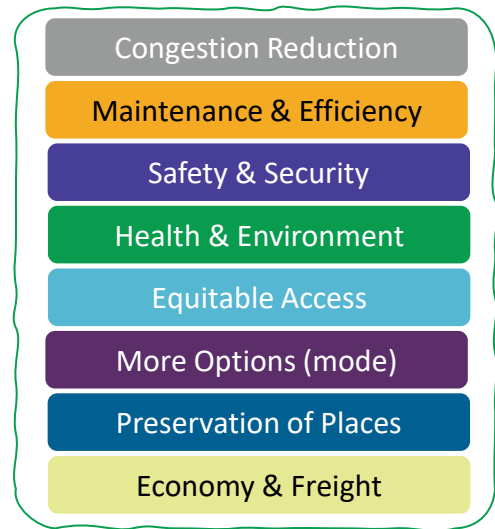 Congestion Reduction
Maintenance & Efficiency
Safety & Security
Health & Environment
Equitable Access
More Options (mode)
Preservation of Places
Economy & Freight